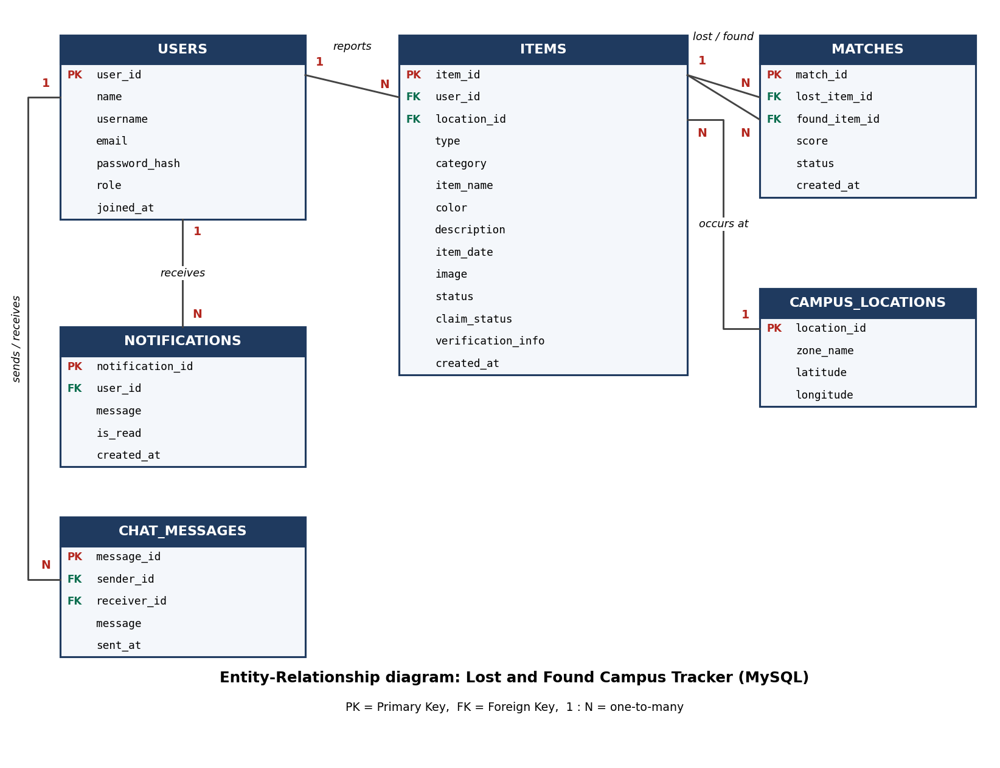 USERS
PK user_id
name
username
email
password_hash
role
joined_at
1
reports
1
N
ITEMS
PK item_id
FK user_id
FK location_id
type
category
item_name
color
description
item_date
image
status
claim_status
verification_info
created_at
lost / found
1
N
N
N
MATCHES
PK match_id
FK lost_item_id
FK found_item_id
score
status
created_at
occurs at
1
CAMPUS_LOCATIONS
PK location_id
zone_name
latitude
longitude
1
receives
N
NOTIFICATIONS
PK notification_id
FK user_id
message
is_read
created_at
sends / receives
N
CHAT_MESSAGES
PK message_id
FK sender_id
FK receiver_id
message
sent_at
Entity-Relationship diagram: Lost and Found Campus Tracker (MySQL)
PK = Primary Key, FK = Foreign Key, 1 : N = one-to-many